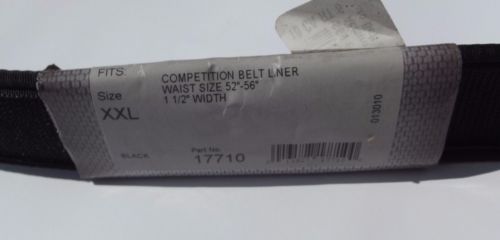 FITS:
COMPETITION BELT LINER
WAIST SIZE 52"-56"
1 1/2" WIDTH
Size
XXL
BLACK
Part No.
17710
013010